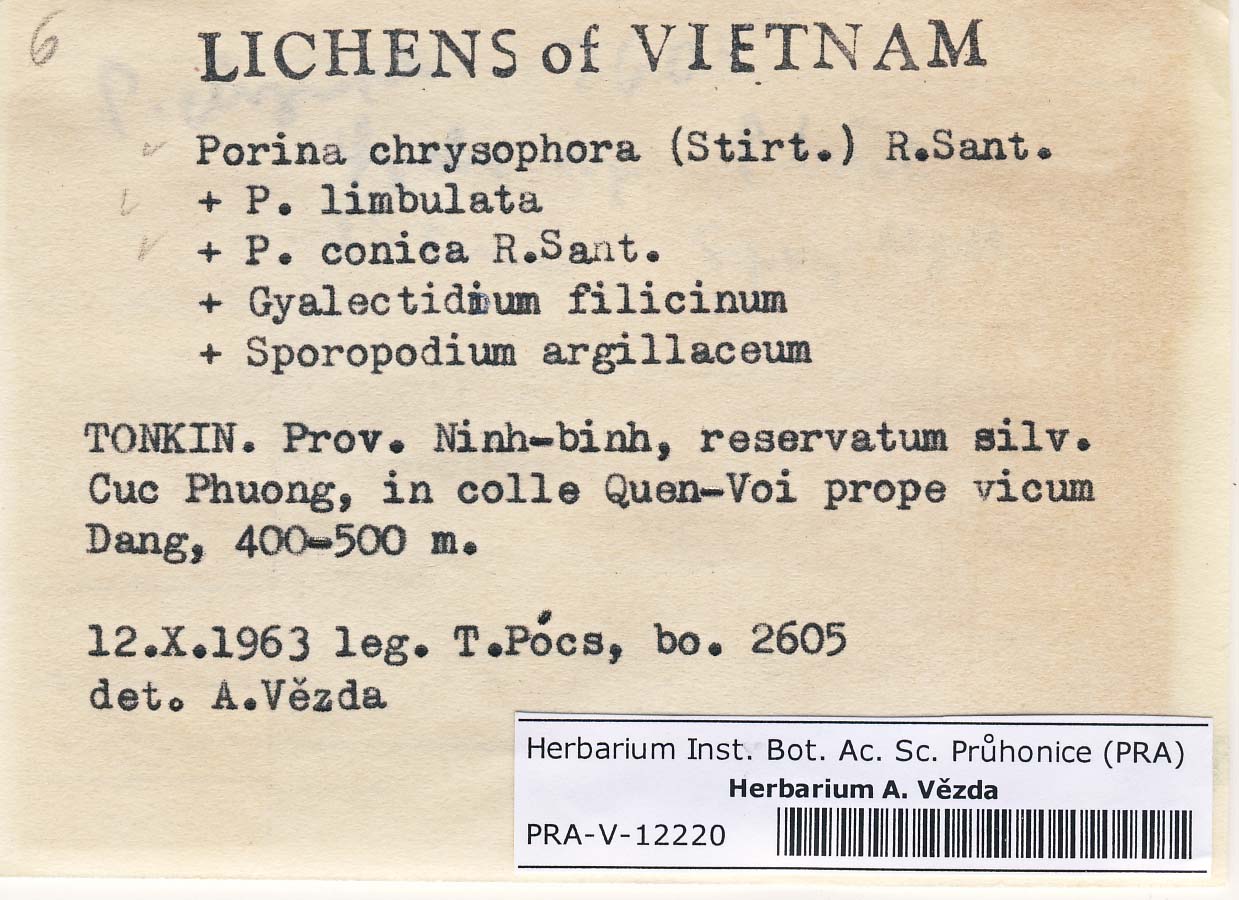 6
LICHENS of VIETNAM
Porina chrysophora (Stirt.) R.Sant.
+ P. limbulata
+ P. conica R.Sant.
+ Gyalectidium filicinum
+ Sporopodium argillaceum
TONKIN. Prov. Ninh-binh, reservatum silv.
Cuc Phuong, in colle Quen-Voi prope vicum
Dang, 400-500 m.
12.X.1963 leg. T.Pócs, bo. 2605
det. A.Vězda
Herbarium Inst. Bot. Ac. Sc. Průhonice (PRA)
Herbarium A. Vězda
PRA-V-12220